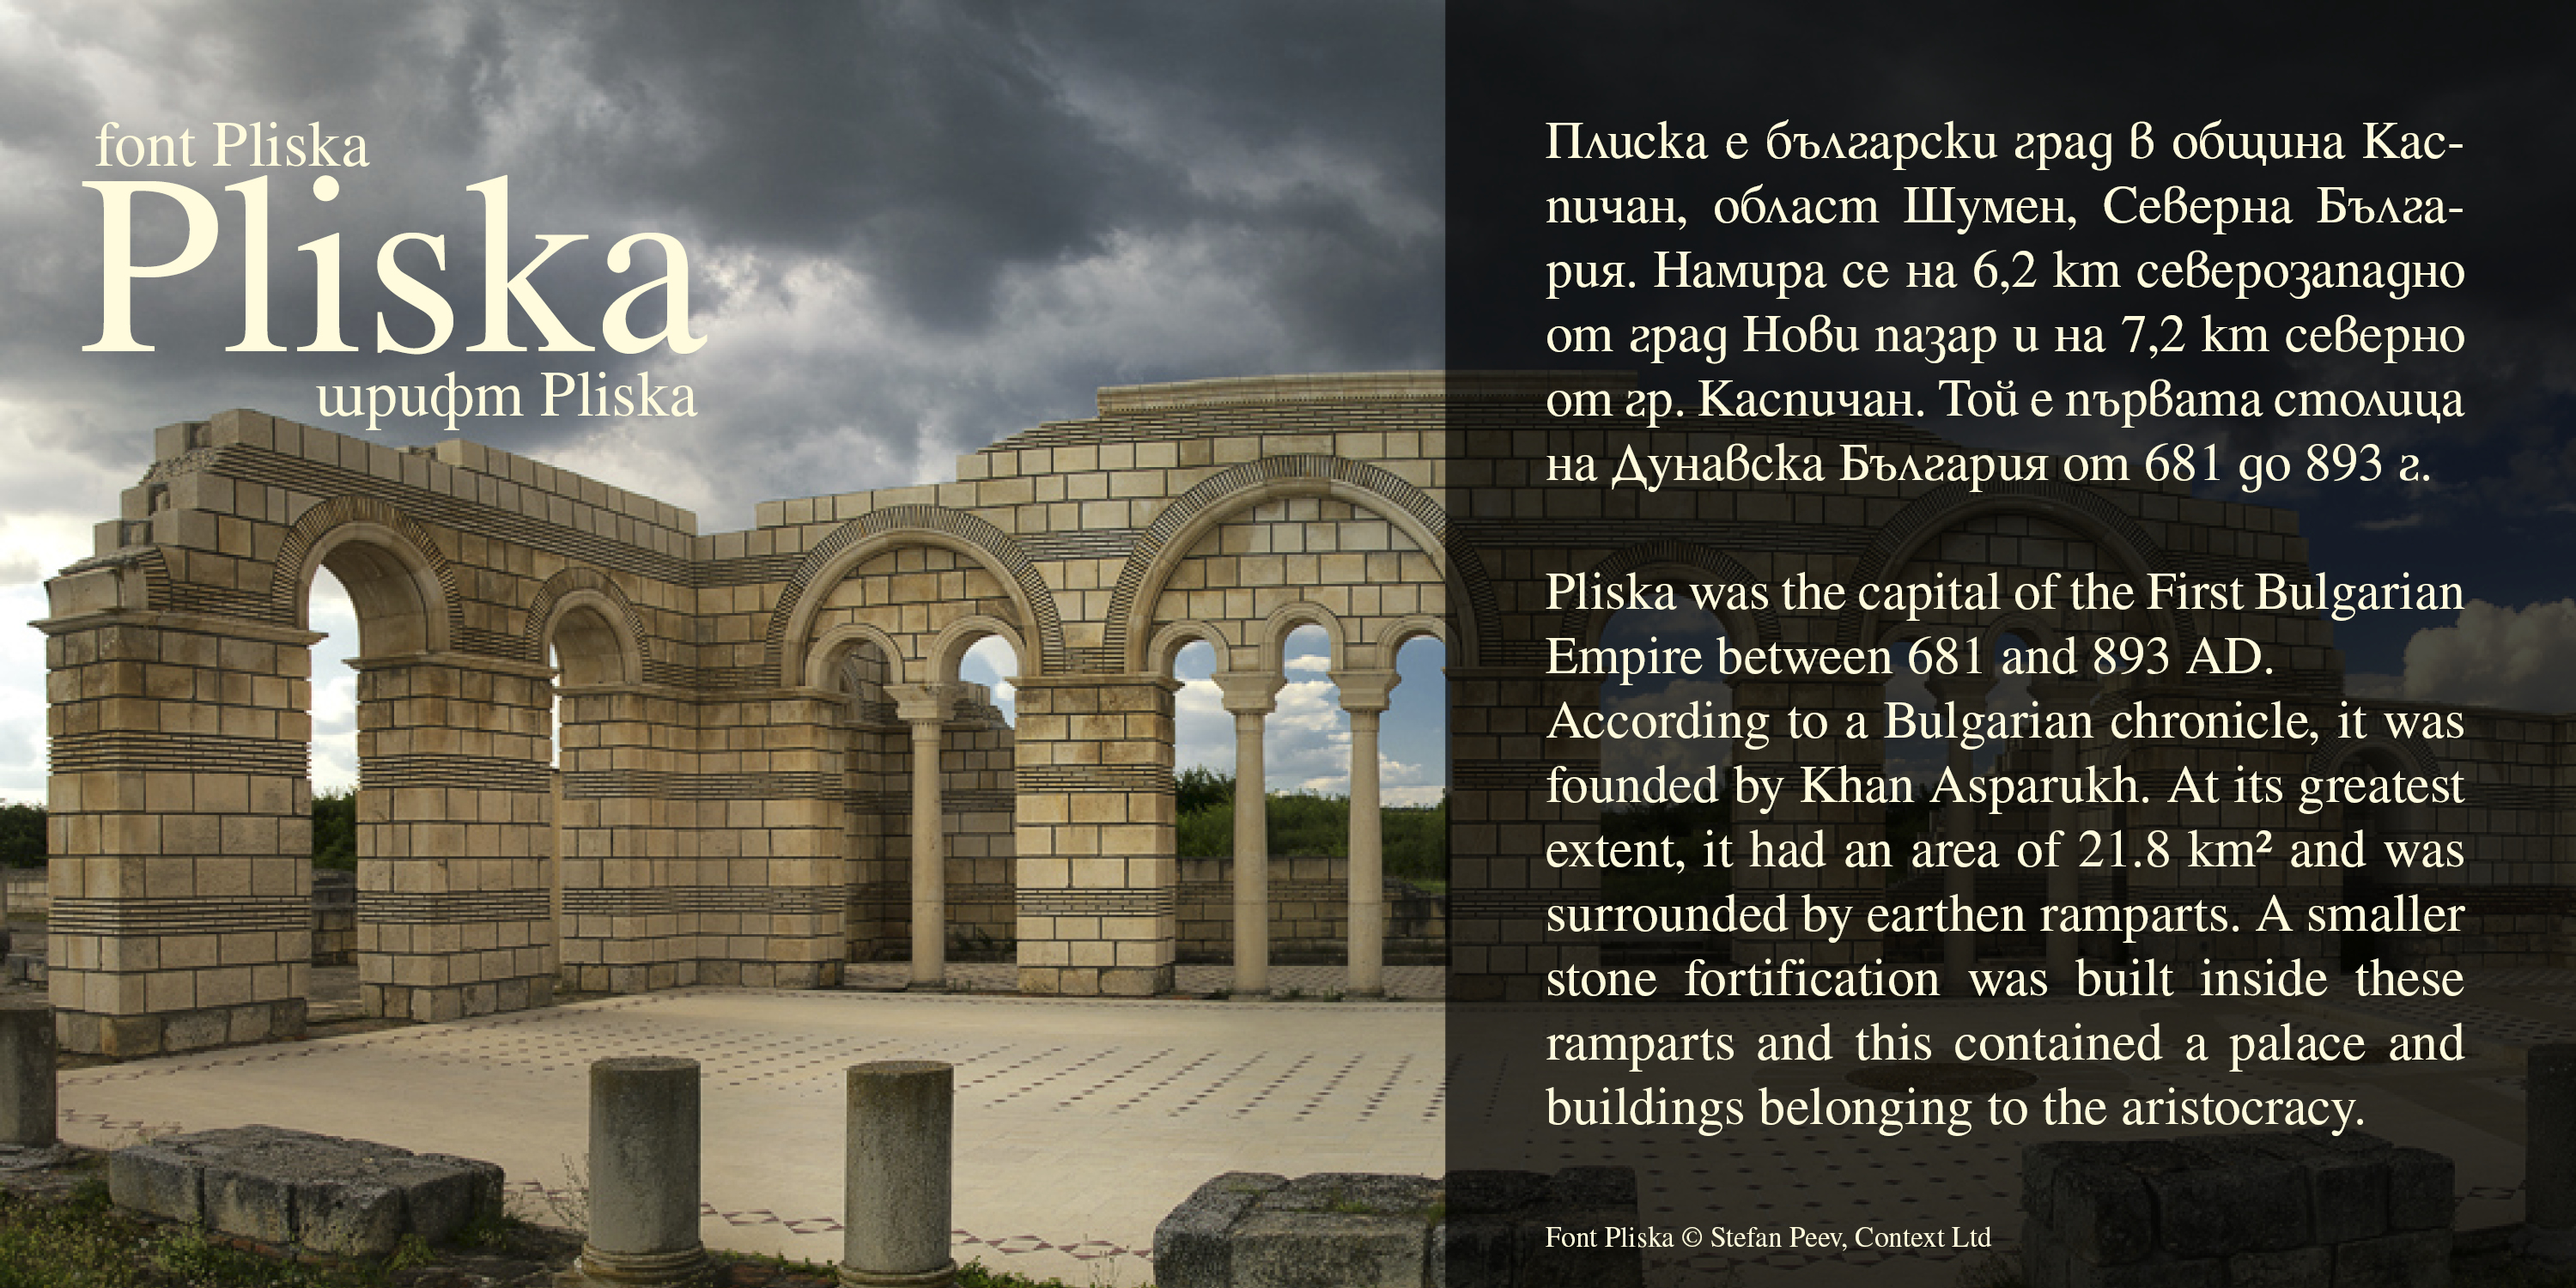 font Pliska
Pliska
шрифт Pliska
Плиска е български град в община Кас-
пичан, област Шумен, Северна Бълга-
рия. Намира се на 6,2 km северозападно
от град Нови пазар и на 7,2 km северно
от гр. Каспичан. Той е първата столица
на Дунавска България от 681 до 893 г.
Pliska was the capital of the First Bulgarian
Empire between 681 and 893 AD.
According to a Bulgarian chronicle, it was
founded by Khan Asparukh. At its greatest
extent, it had an area of 21.8 km² and was
surrounded by earthen ramparts. A smaller
stone fortification was built inside these
ramparts and this contained a palace and
buildings belonging to the aristocracy.
Font Pliska © Stefan Peev, Context Ltd